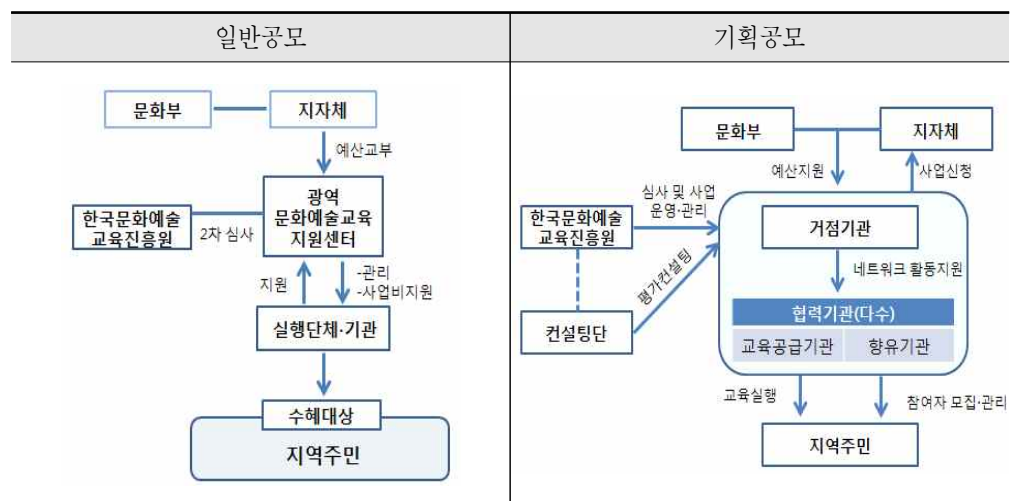 일반공모
기획공모
문화부
지자체
예산교부
광역
문화예술교육
지원센터
한국문화예술
교육진흥원
2차 심사
지원
-관리
-사업비지원
실행단체·기관
수혜대상
지역주민
문화부
지자체
예산지원
사업신청
심사 및 사업
운영·관리
한국문화예술
교육진흥원
거점기관
네트워크 활동지원
평가컨설팅
컨설팅단
협력기관(다수)
교육공급기관
향유기관
교육실행
참여자 모집·관리
지역주민